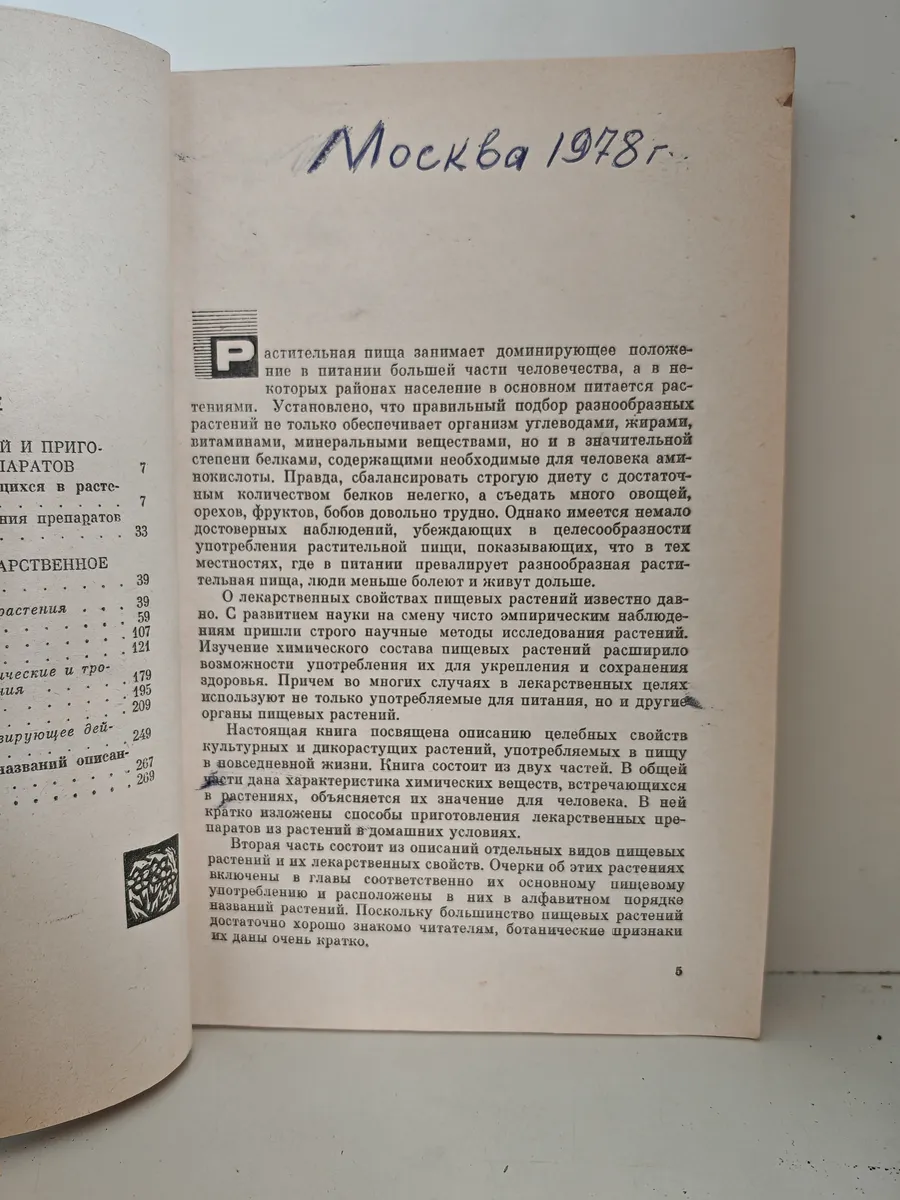 Й И ПРИГО-
ПАРАТОВ 7
щихся в расте-
. . . . . . . 7
ния препаратов
. . . . . . . 33
АРСТВЕННОЕ
. . . . . . . 39
растения . . . 39
. . . . . . . 59
. . . . . . . 107
. . . . . . . 121
ические и тро-
ния . . . . . 179
. . . . . . . 195
. . . . . . . 209
зирующее дей-
. . . . . . . 249
названий описан-
. . . . . . . 267
. . . . . . . 269
Москва 1978 г.
Растительная пища занимает доминирующее положе-
ние в питании большей части человечества, а в не-
которых районах население в основном питается рас-
тениями. Установлено, что правильный подбор разнообразных
растений не только обеспечивает организм углеводами, жирами,
витаминами, минеральными веществами, но и в значительной
степени белками, содержащими необходимые для человека ами-
нокислоты. Правда, сбалансировать строгую диету с достаточ-
ным количеством белков нелегко, а съедать много овощей,
орехов, фруктов, бобов довольно трудно. Однако имеется немало
достоверных наблюдений, убеждающих в целесообразности
употребления растительной пищи, показывающих, что в тех
местностях, где в питании превалирует разнообразная расти-
тельная пища, люди меньше болеют и живут дольше.
О лекарственных свойствах пищевых растений известно дав-
но. С развитием науки на смену чисто эмпирическим наблюде-
ниям пришли строго научные методы исследования растений.
Изучение химического состава пищевых растений расширило
возможности употребления их для укрепления и сохранения
здоровья. Причем во многих случаях в лекарственных целях
используют не только употребляемые для питания, но и другие
органы пищевых растений.
Настоящая книга посвящена описанию целебных свойств
культурных и дикорастущих растений, употребляемых в пищу
в повседневной жизни. Книга состоит из двух частей. В общей
части дана характеристика химических веществ, встречающихся
в растениях, объясняется их значение для человека. В ней
кратко изложены способы приготовления лекарственных пре-
паратов из растений в домашних условиях.
Вторая часть состоит из описаний отдельных видов пищевых
растений и их лекарственных свойств. Очерки об этих растениях
включены в главы соответственно их основному пищевому
употреблению и расположены в них в алфавитном порядке
названий растений. Поскольку большинство пищевых растений
достаточно хорошо знакомо читателям, ботанические признаки
их даны очень кратко.
5